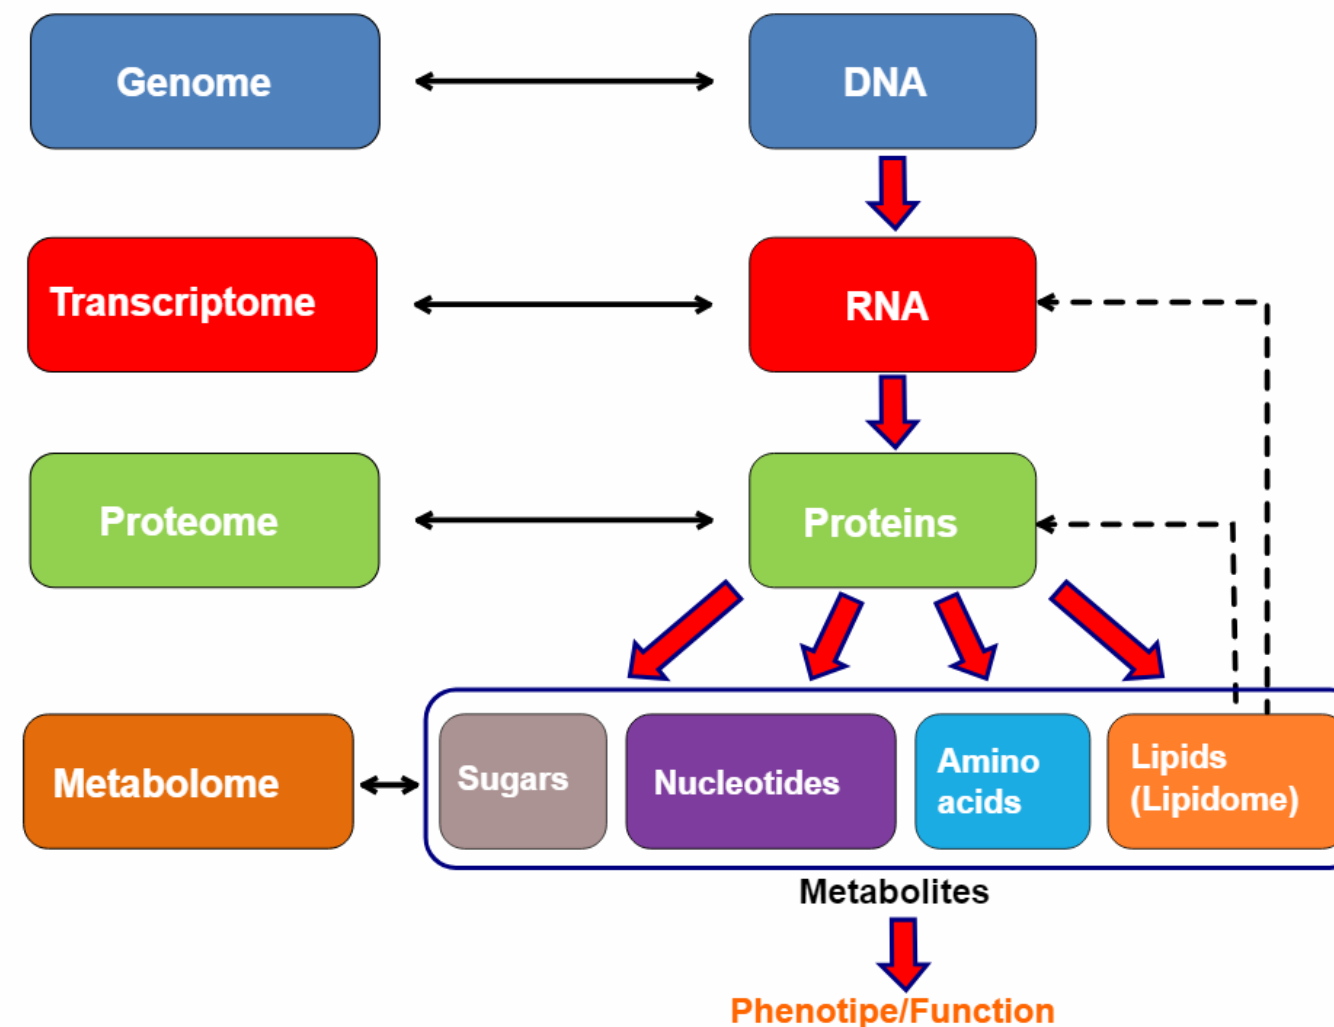 Genome
DNA
Transcriptome
RNA
Proteome
Proteins
Metabolome
Sugars
Nucleotides
Amino
acids
Lipids
(Lipidome)
Metabolites
Phenotipe/Function